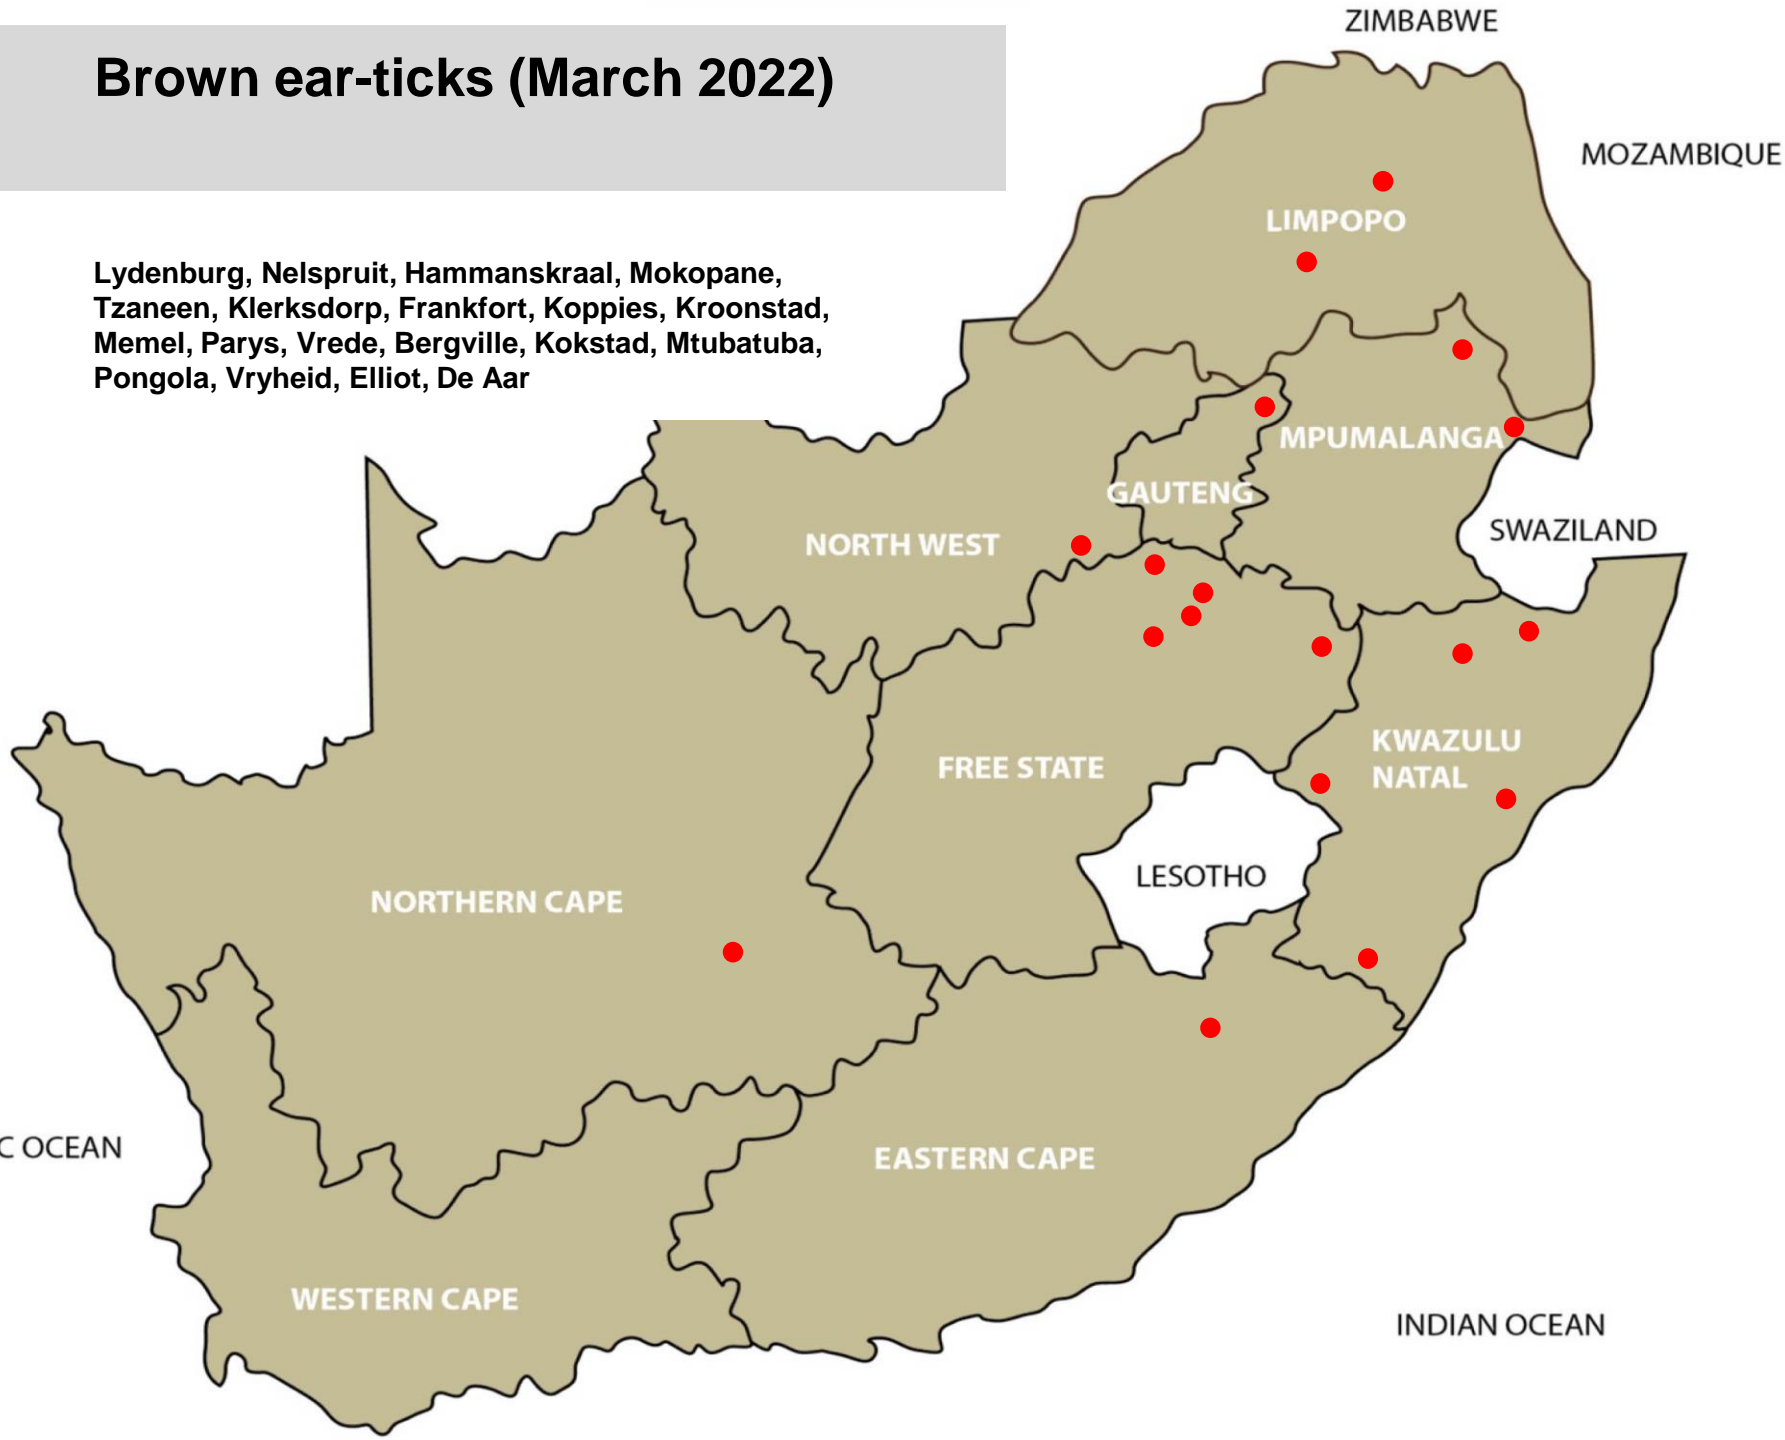 Brown ear-ticks (March 2022)
Lydenburg, Nelspruit, Hammanskraal, Mokopane,
Tzaneen, Klerksdorp, Frankfort, Koppies, Kroonstad,
Memel, Parys, Vrede, Bergville, Kokstad, Mtubatuba,
Pongola, Vryheid, Elliot, De Aar
ZIMBABWE
MOZAMBIQUE
LIMPOPO
MPUMALANGA
GAUTENG
NORTH WEST
SWAZILAND
KWAZULU
NATAL
FREE STATE
LESOTHO
NORTHERN CAPE
C OCEAN
EASTERN CAPE
WESTERN CAPE
INDIAN OCEAN